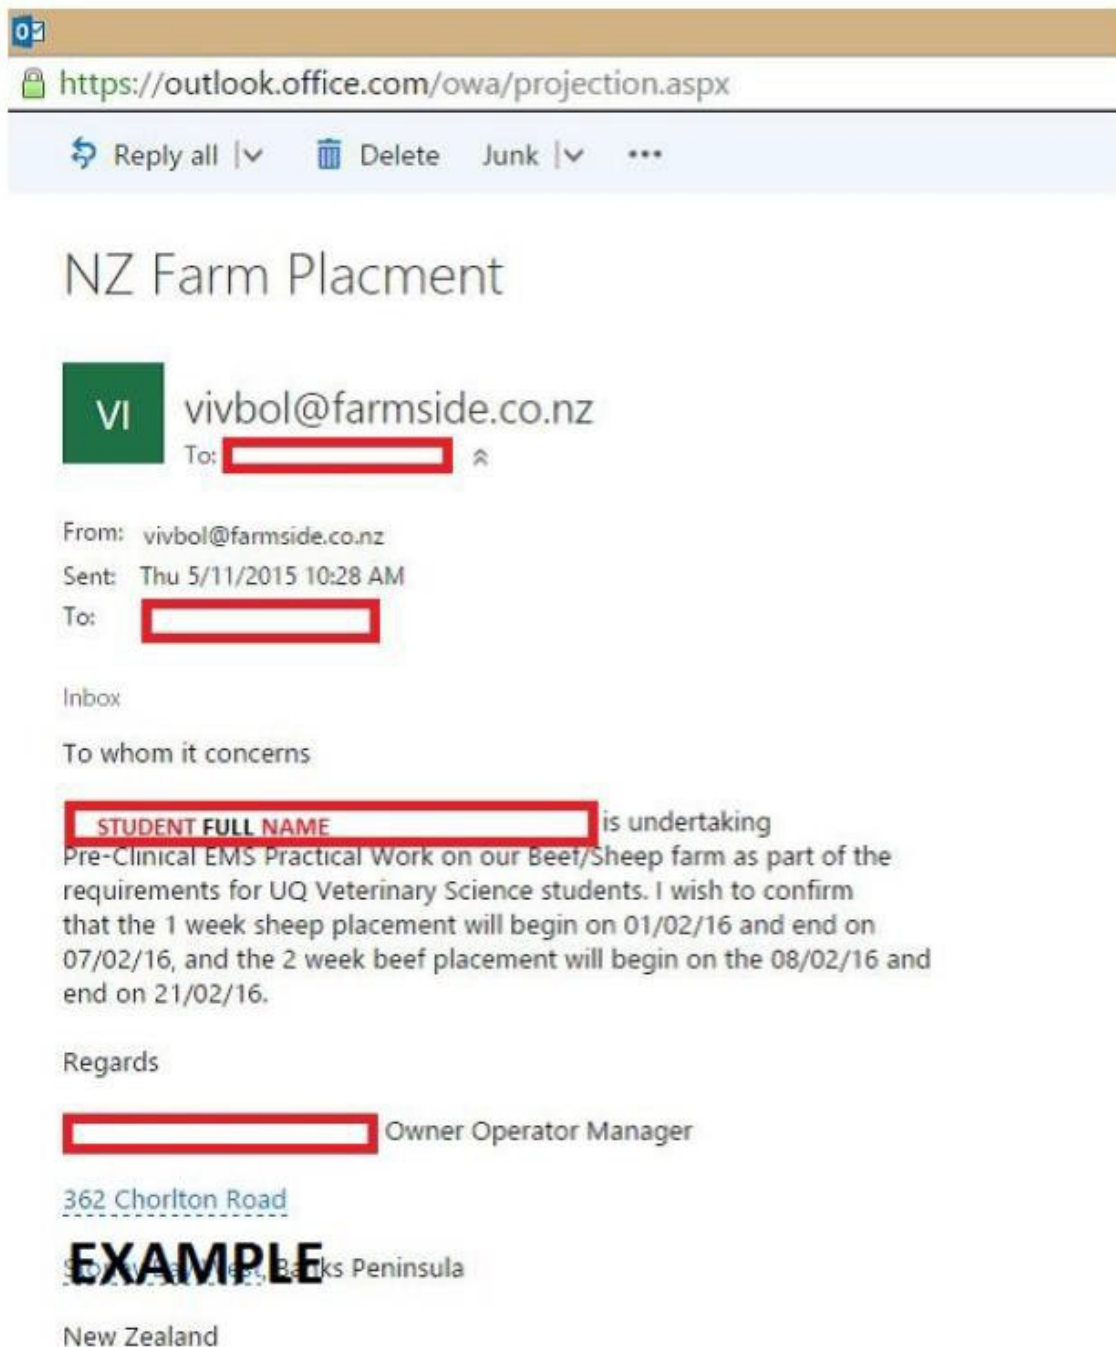 https://outlook.office.com/owa/projection.aspx
Reply all Delete Junk ...
NZ Farm Placment
VI
vivbol@farmside.co.nz
To:
From: vivbol@farmside.co.nz
Sent: Thu 5/11/2015 10:28 AM
To:
Inbox
To whom it concerns
STUDENT FULL NAME is undertaking
Pre-Clinical EMS Practical Work on our Beef/Sheep farm as part of the
requirements for UQ Veterinary Science students. I wish to confirm
that the 1 week sheep placement will begin on 01/02/16 and end on
07/02/16, and the 2 week beef placement will begin on the 08/02/16 and
end on 21/02/16.
Regards
Owner Operator Manager
362 Chorlton Road
EXAMPLE
Banks Peninsula
New Zealand